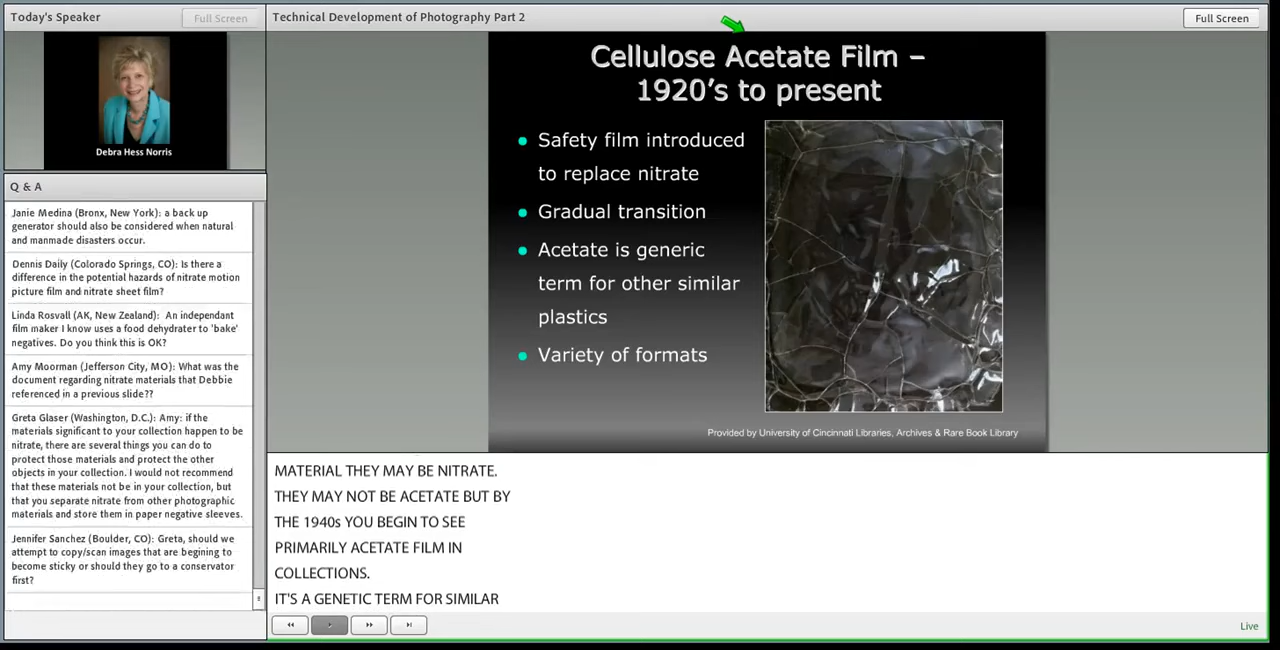 Today's Speaker
Full Screen
Technical Development of Photography Part 2
Full Screen
Debra Hess Norris
Q & A
Janie Medina (Bronx, New York): a back up
generator should also be considered when natural
and manmade disasters occur.
Dennis Daily (Colorado Springs, CO): Is there a
difference in the potential hazards of nitrate motion
picture film and nitrate sheet film?
Linda Rosvall (AK, New Zealand): An independant
film maker I know uses a food dehydrater to 'bake'
negatives. Do you think this is OK?
Amy Moorman (Jefferson City, MO): What was the
document regarding nitrate materials that Debbie
referenced in a previous slide??
Greta Glaser (Washington, D.C.): Amy: if the
materials significant to your collection happen to be
nitrate, there are several things you can do to
protect those materials and protect the other
objects in your collection. I would not recommend
that these materials not be in your collection, but
that you separate nitrate from other photographic
materials and store them in paper negative sleeves.
Jennifer Sanchez (Boulder, CO): Greta, should we
attempt to copy/scan images that are begining to
become sticky or should they go to a conservator
first?
Cellulose Acetate Film –
1920's to present
Safety film introduced
to replace nitrate
Gradual transition
Acetate is generic
term for other similar
plastics
Variety of formats
Provided by University of Cincinnati Libraries, Archives & Rare Book Library
MATERIAL THEY MAY BE NITRATE.
THEY MAY NOT BE ACETATE BUT BY
THE 1940s YOU BEGIN TO SEE
PRIMARILY ACETATE FILM IN
COLLECTIONS.
IT'S A GENETIC TERM FOR SIMILAR
Live